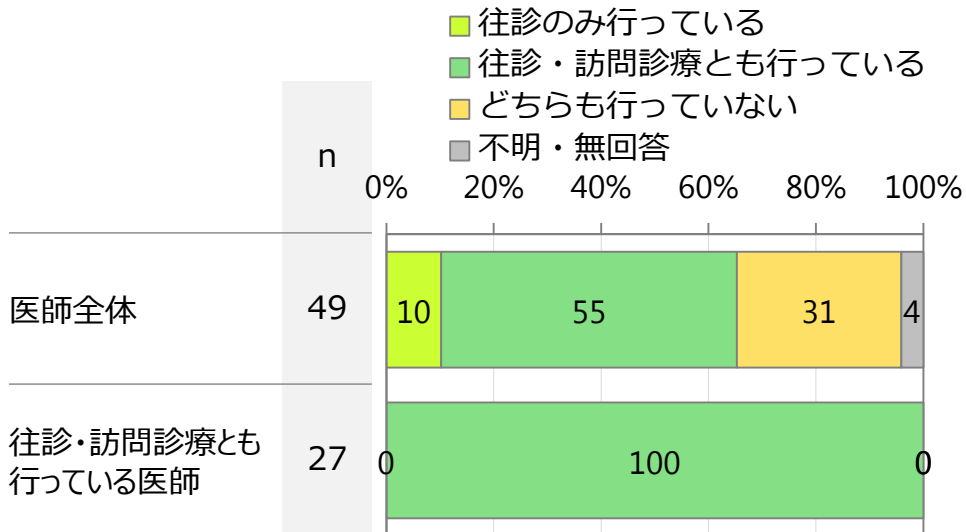 往診のみ行っている
往診・訪問診療とも行っている
どちらも行っていない
不明・無回答
n
0% 20% 40% 60% 80% 100%
医師全体 49 10 55 31 4
往診・訪問診療とも
行っている医師 27 0 100 0